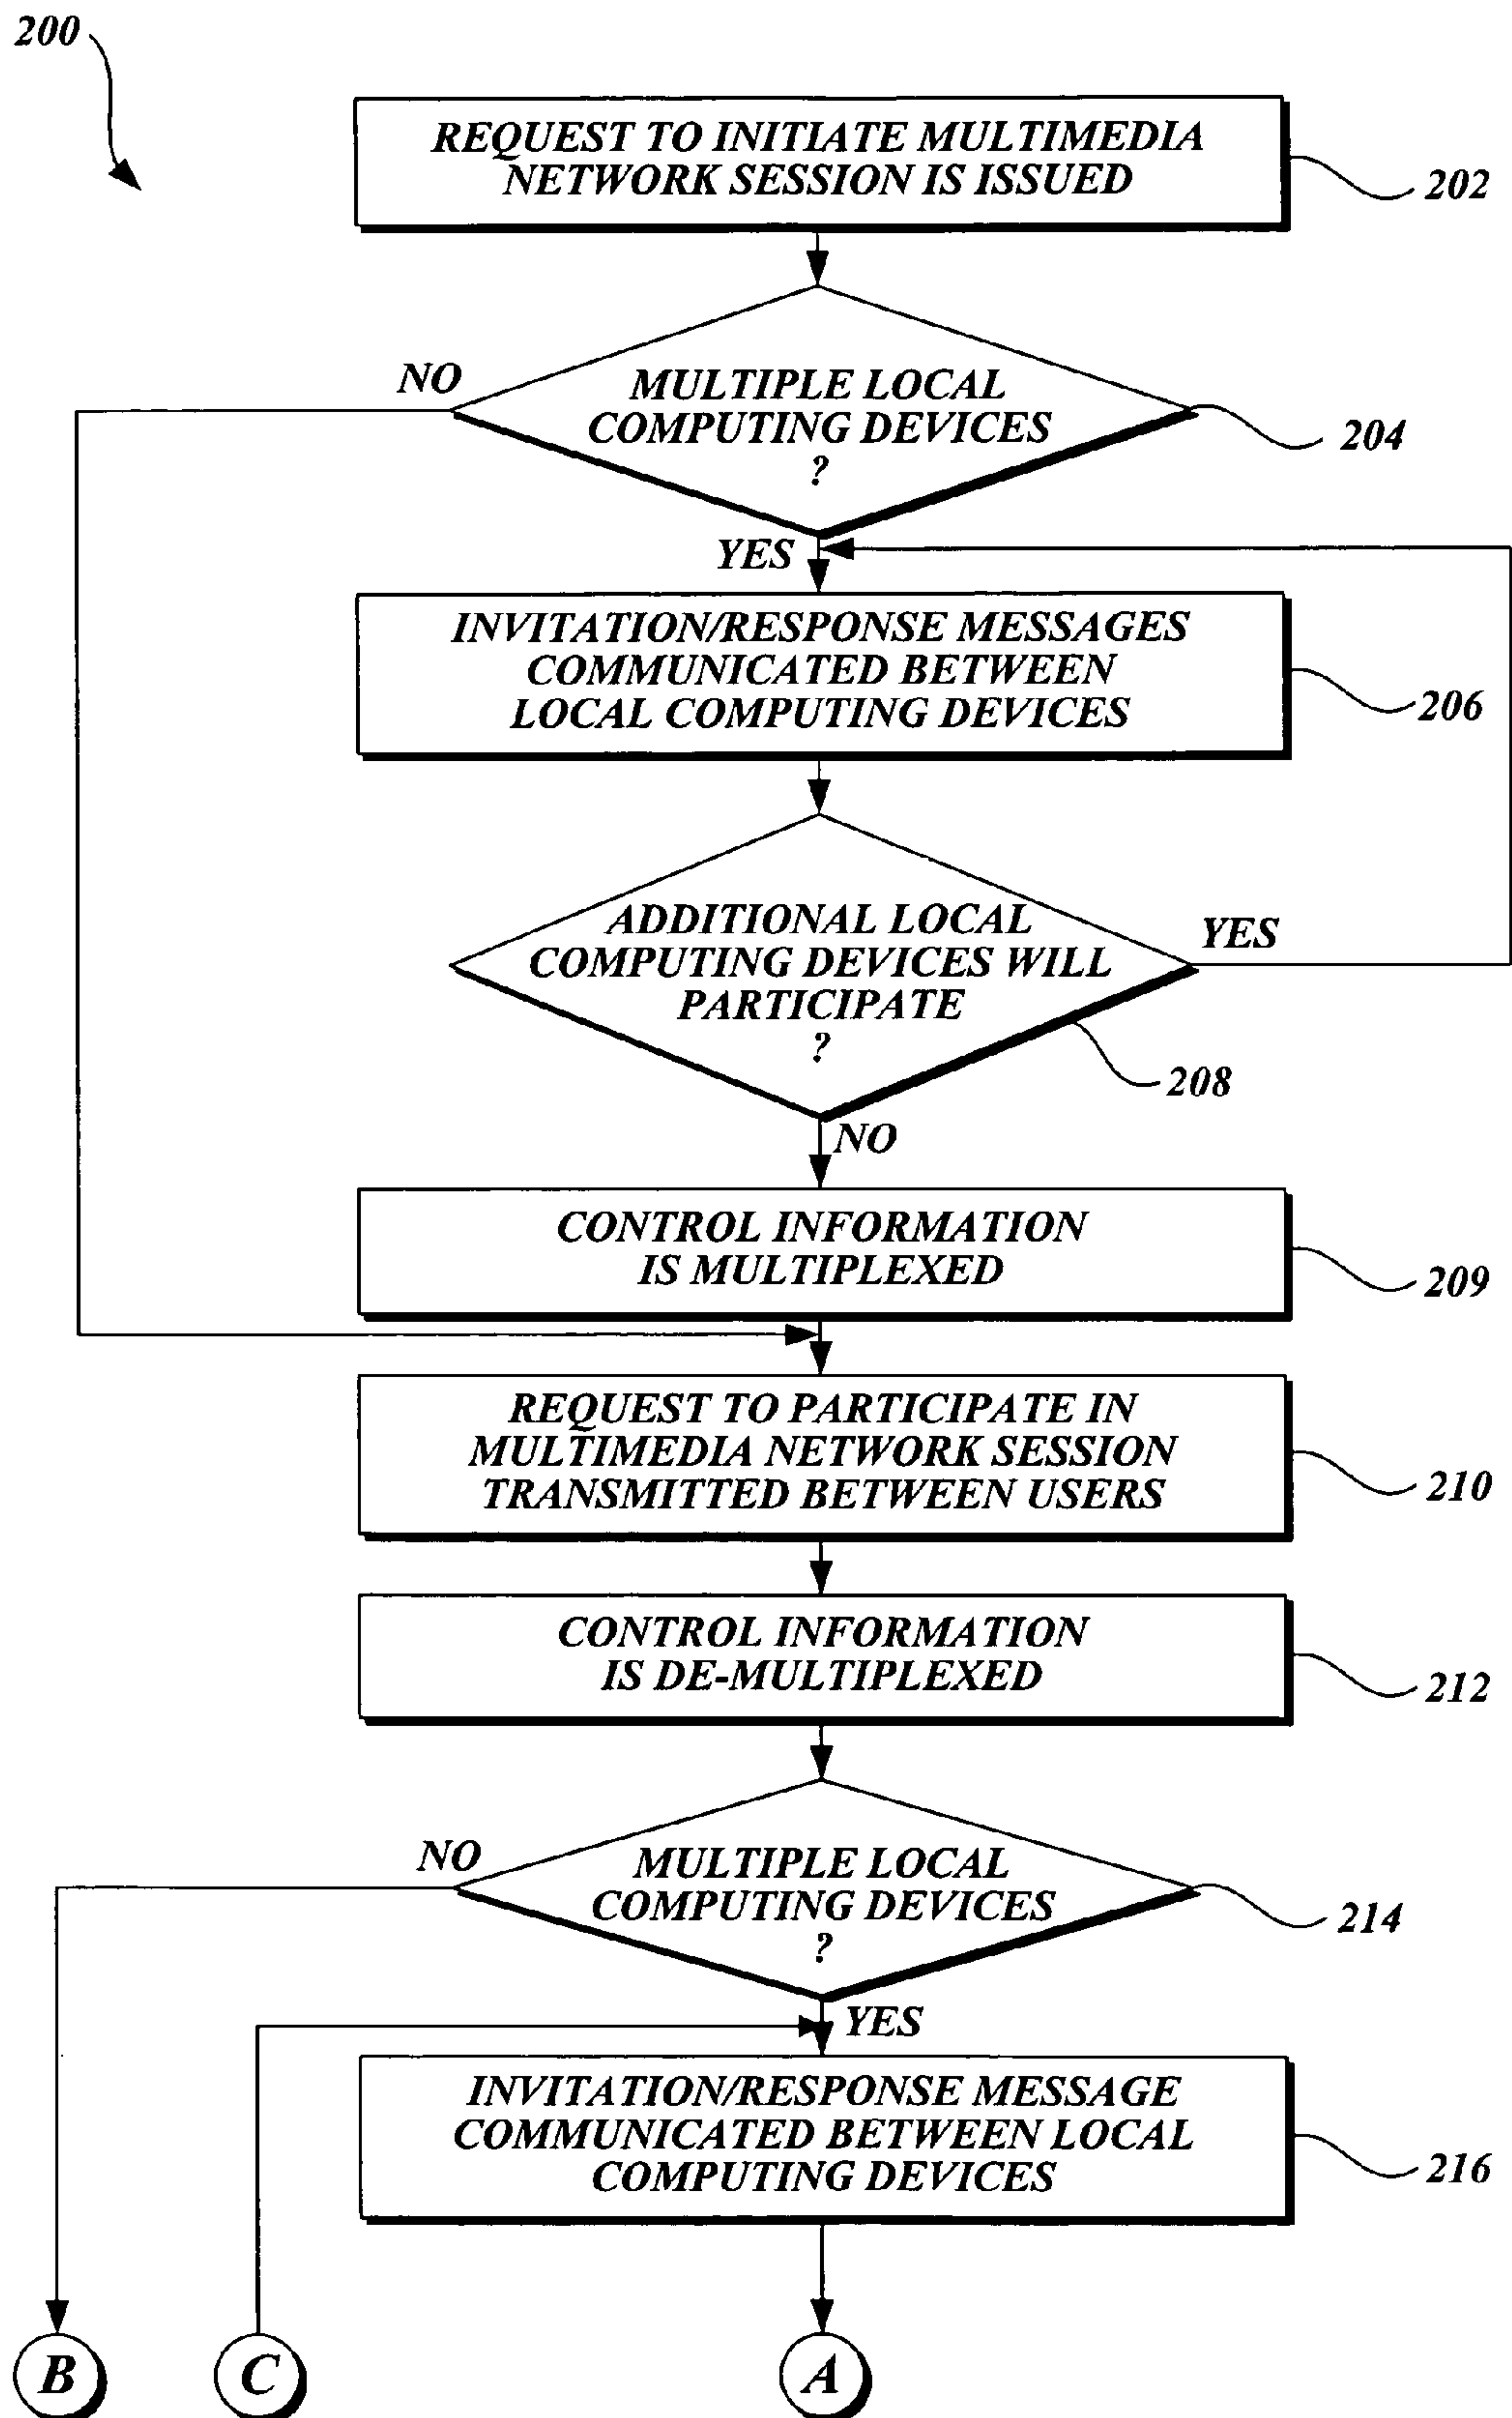 200
REQUEST TO INITIATE MULTIMEDIA
NETWORK SESSION IS ISSUED
202
NO
MULTIPLE LOCAL
COMPUTING DEVICES
?
204
YES
INVITATION/RESPONSE MESSAGES
COMMUNICATED BETWEEN
LOCAL COMPUTING DEVICES
206
ADDITIONAL LOCAL
COMPUTING DEVICES WILL
PARTICIPATE
?
YES
208
NO
CONTROL INFORMATION
IS MULTIPLEXED
209
REQUEST TO PARTICIPATE IN
MULTIMEDIA NETWORK SESSION
TRANSMITTED BETWEEN USERS
210
CONTROL INFORMATION
IS DE-MULTIPLEXED
212
NO
MULTIPLE LOCAL
COMPUTING DEVICES
?
214
YES
INVITATION/RESPONSE MESSAGE
COMMUNICATED BETWEEN LOCAL
COMPUTING DEVICES
216
B
C
A